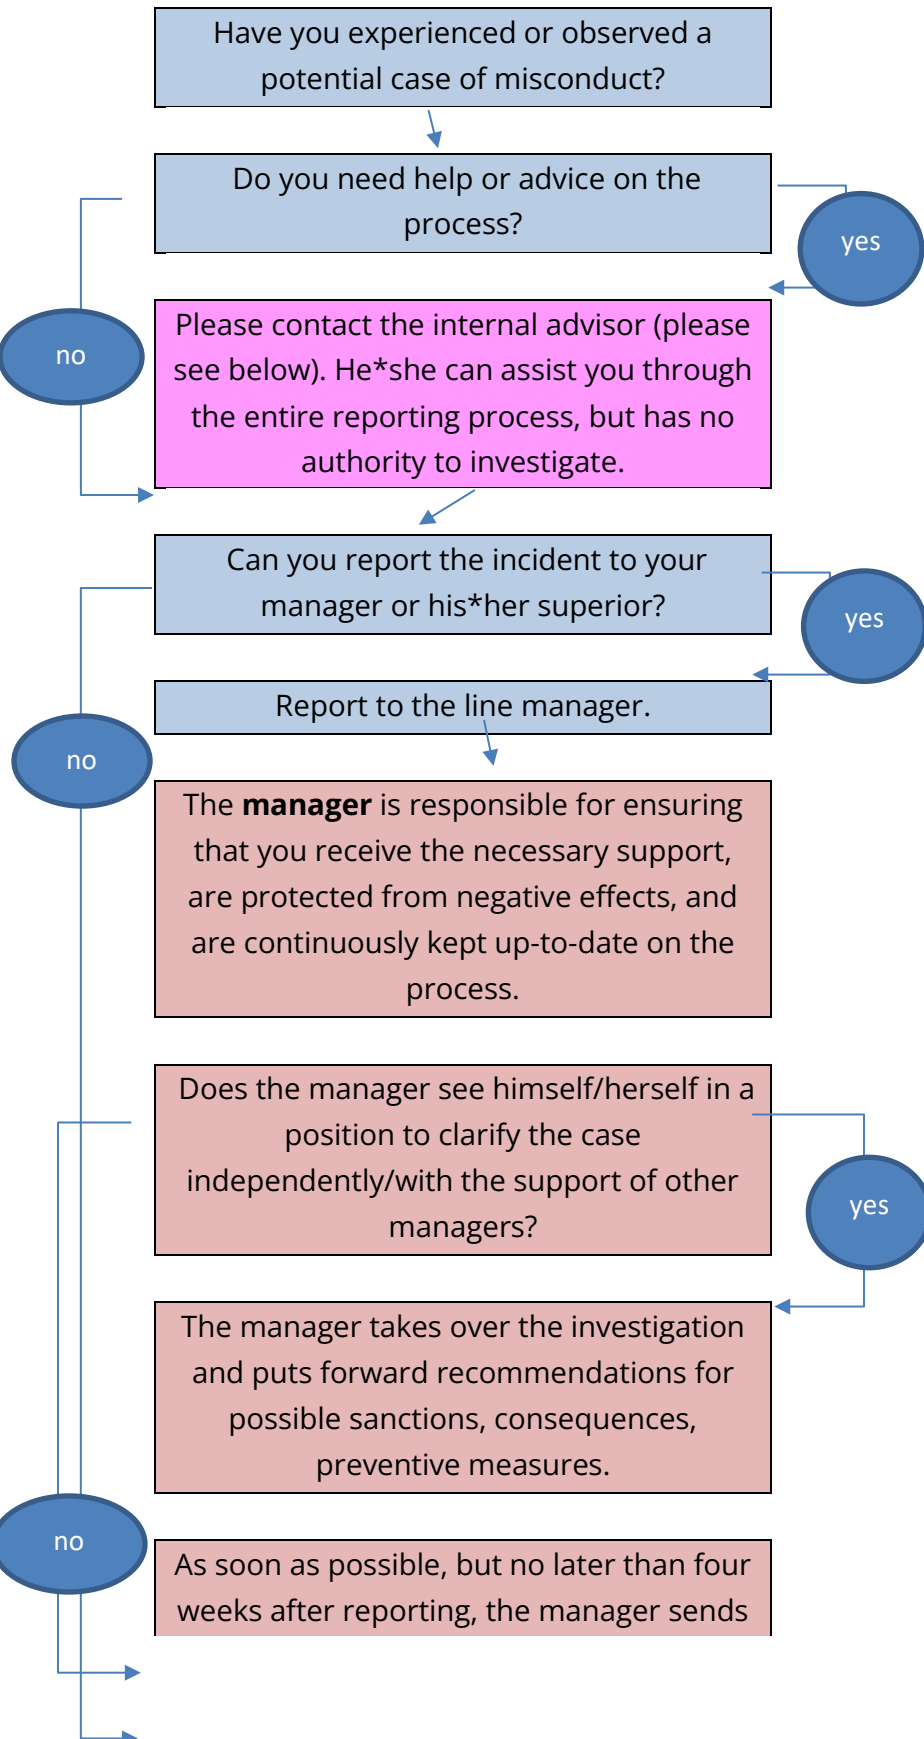 Have you experienced or observed a
potential case of misconduct?
Do you need help or advice on the
process?
yes
no
Please contact the internal advisor (please
see below). He*she can assist you through
the entire reporting process, but has no
authority to investigate.
Can you report the incident to your
manager or his*her superior?
yes
Report to the line manager.
no
The manager is responsible for ensuring
that you receive the necessary support,
are protected from negative effects, and
are continuously kept up-to-date on the
process.
Does the manager see himself/herself in a
position to clarify the case
independently/with the support of other
managers?
yes
The manager takes over the investigation
and puts forward recommendations for
possible sanctions, consequences,
preventive measures.
no
As soon as possible, but no later than four
weeks after reporting, the manager sends